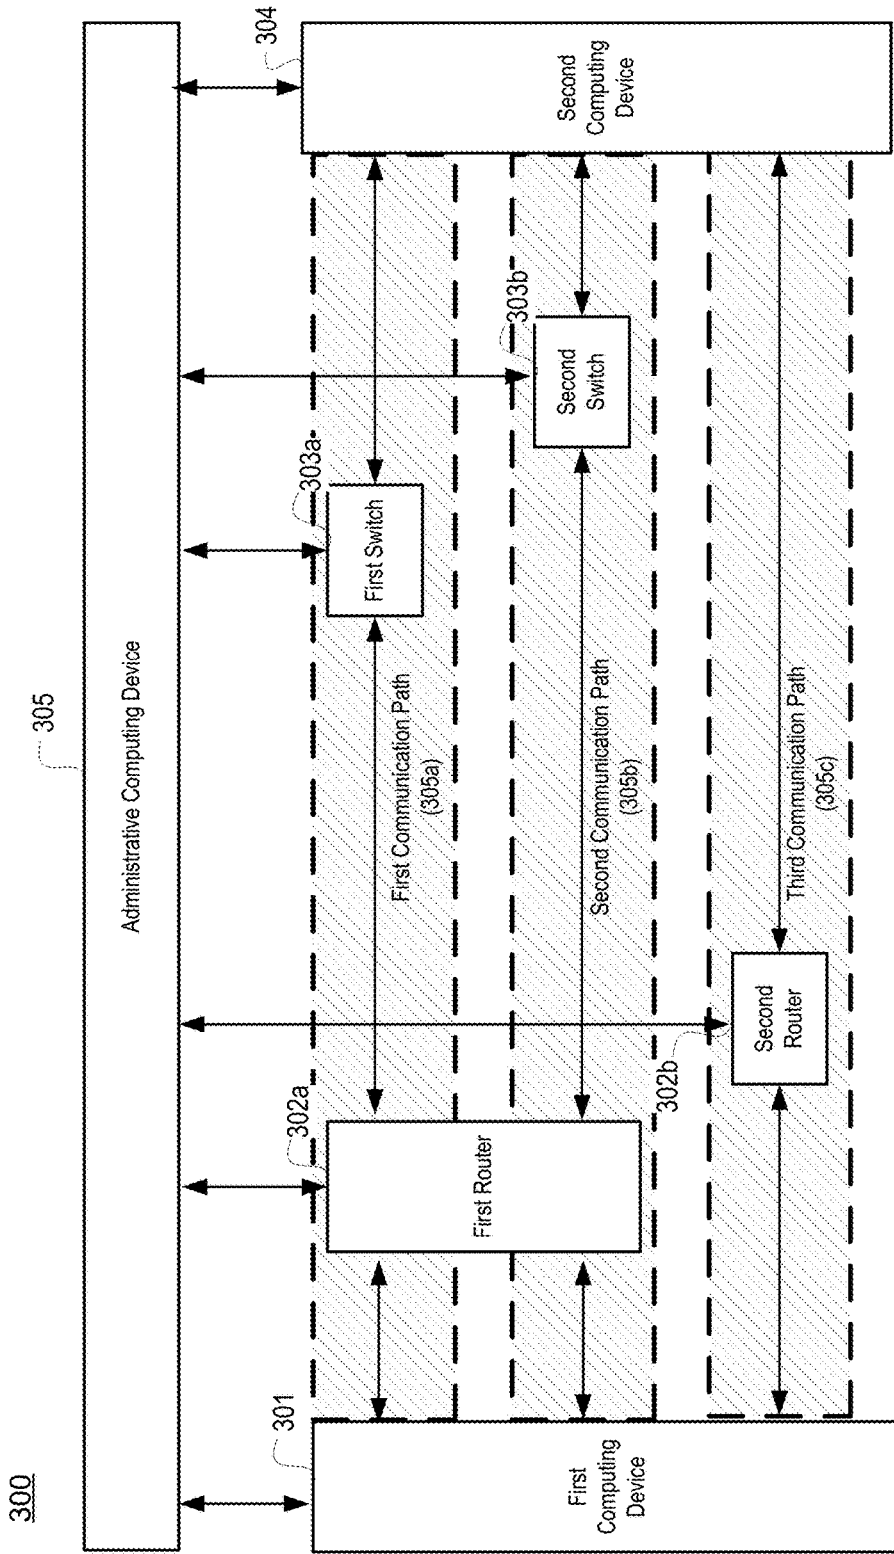 300
305
Administrative Computing Device
301
302a
302b
303a
303b
304
First
Computing
Device
First Router
Second
Router
First Communication Path
(305a)
Second Communication Path
(305b)
Third Communication Path
(305c)
First Switch
Second
Switch
Second
Computing
Device